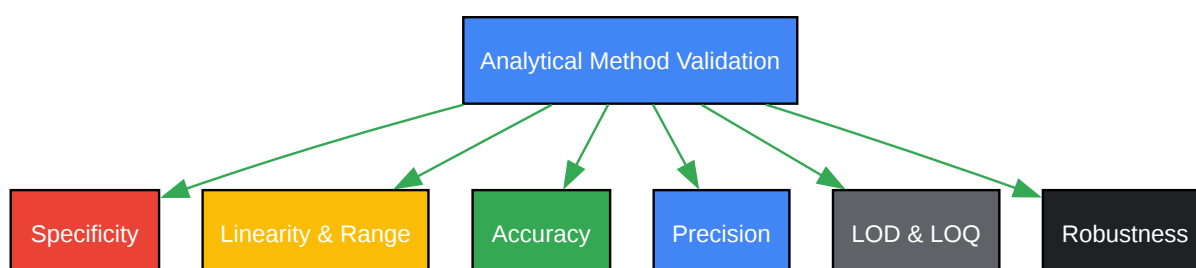 Analytical Method Validation
Specificity
Linearity & Range
Accuracy
Precision
LOD & LOQ
Robustness